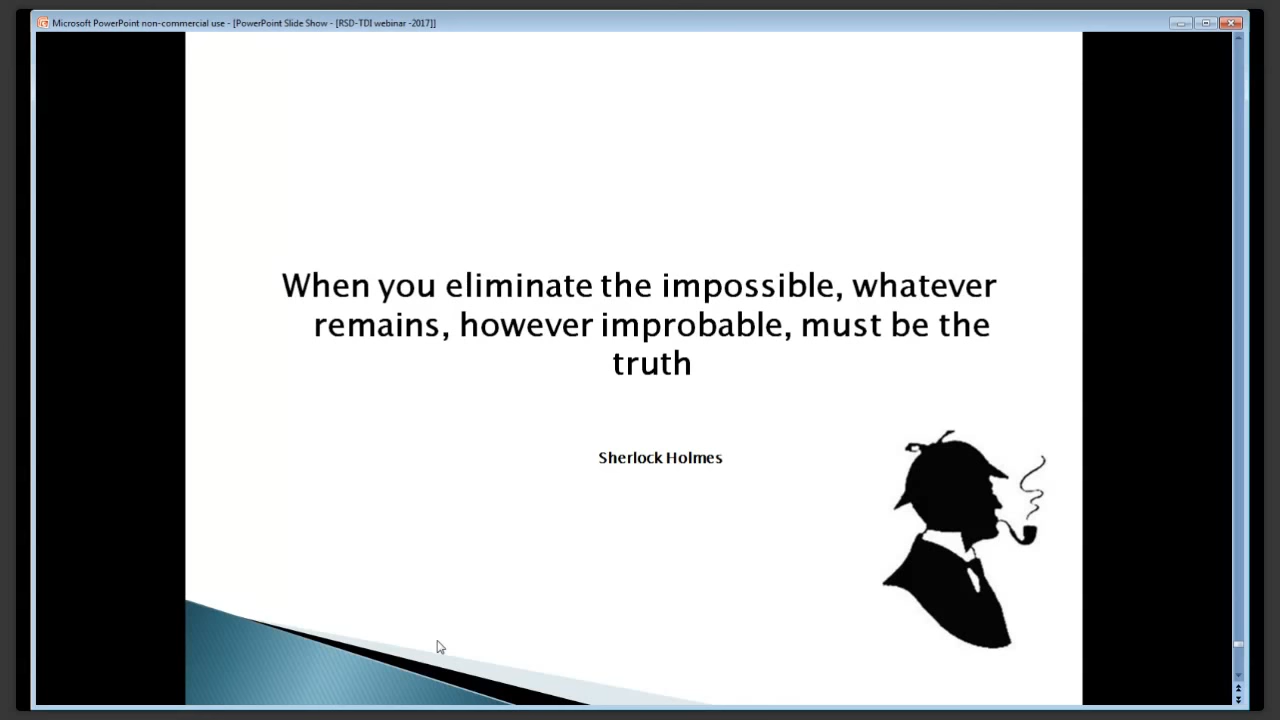 Microsoft PowerPoint non-commercial use - [PowerPoint Slide Show - [RSD-TDI webinar -2017]]
When you eliminate the impossible, whatever
remains, however improbable, must be the
truth
Sherlock Holmes